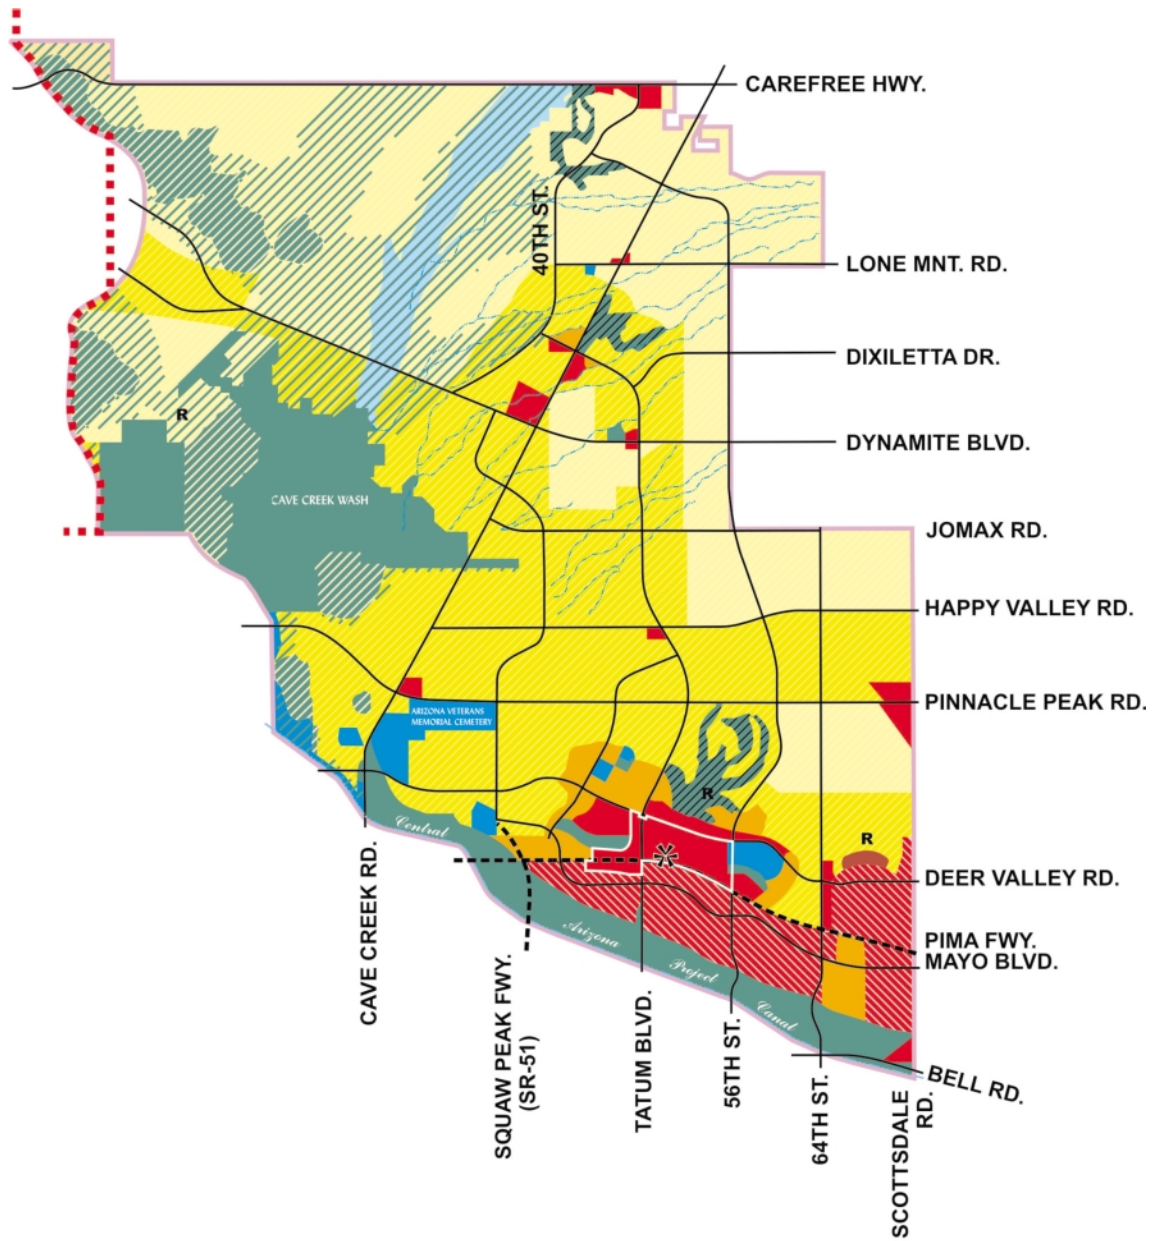 CAREFREE HWY.
40TH ST.
LONE MNT. RD.
DIXILETTA DR.
R
DYNAMITE BLVD.
CAVE CREEK WASH
JOMAX RD.
HAPPY VALLEY RD.
PINNACLE PEAK RD.
ARIZONA VETERANS
MEMORIAL CEMETERY
R
Central
R
DEER VALLEY RD.
Arizona
PIMA FWY.
MAYO BLVD.
Project
Canal
BELL RD.
CAVE CREEK RD.
SQUAW PEAK FWY.
(SR-51)
TATUM BLVD.
56TH ST.
64TH ST.
SCOTTSDALE
RD.